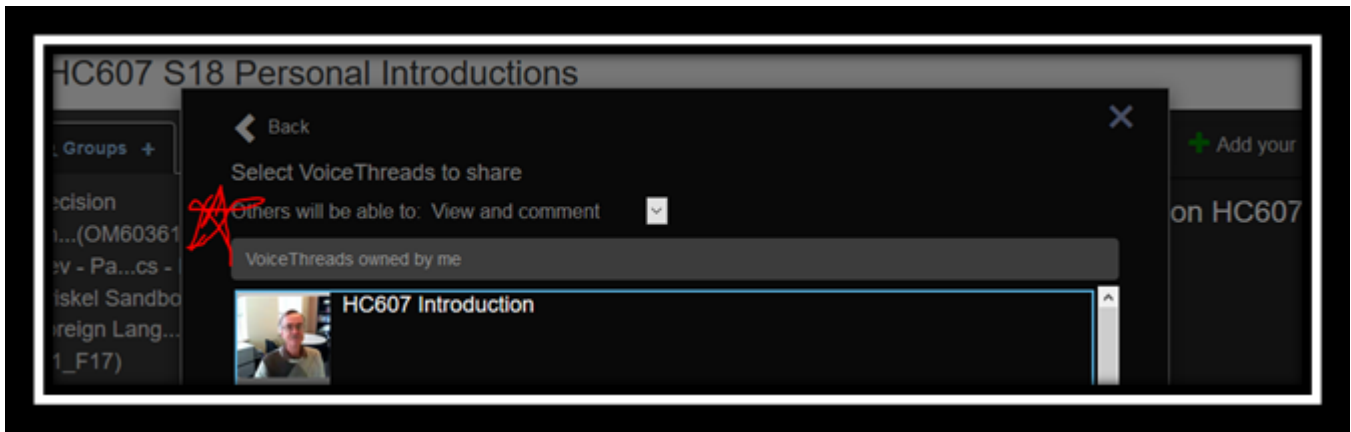 HC607 S18 Personal Introductions
Back
Groups +
Add your
Select VoiceThreads to share
ecision
Others will be able to: View and comment
on HC607
...(OM60361
ev - Pa...cs -
VoiceThreads owned by me
iskel Sandbo
HC607 Introduction
reign Lang...
1_F17)